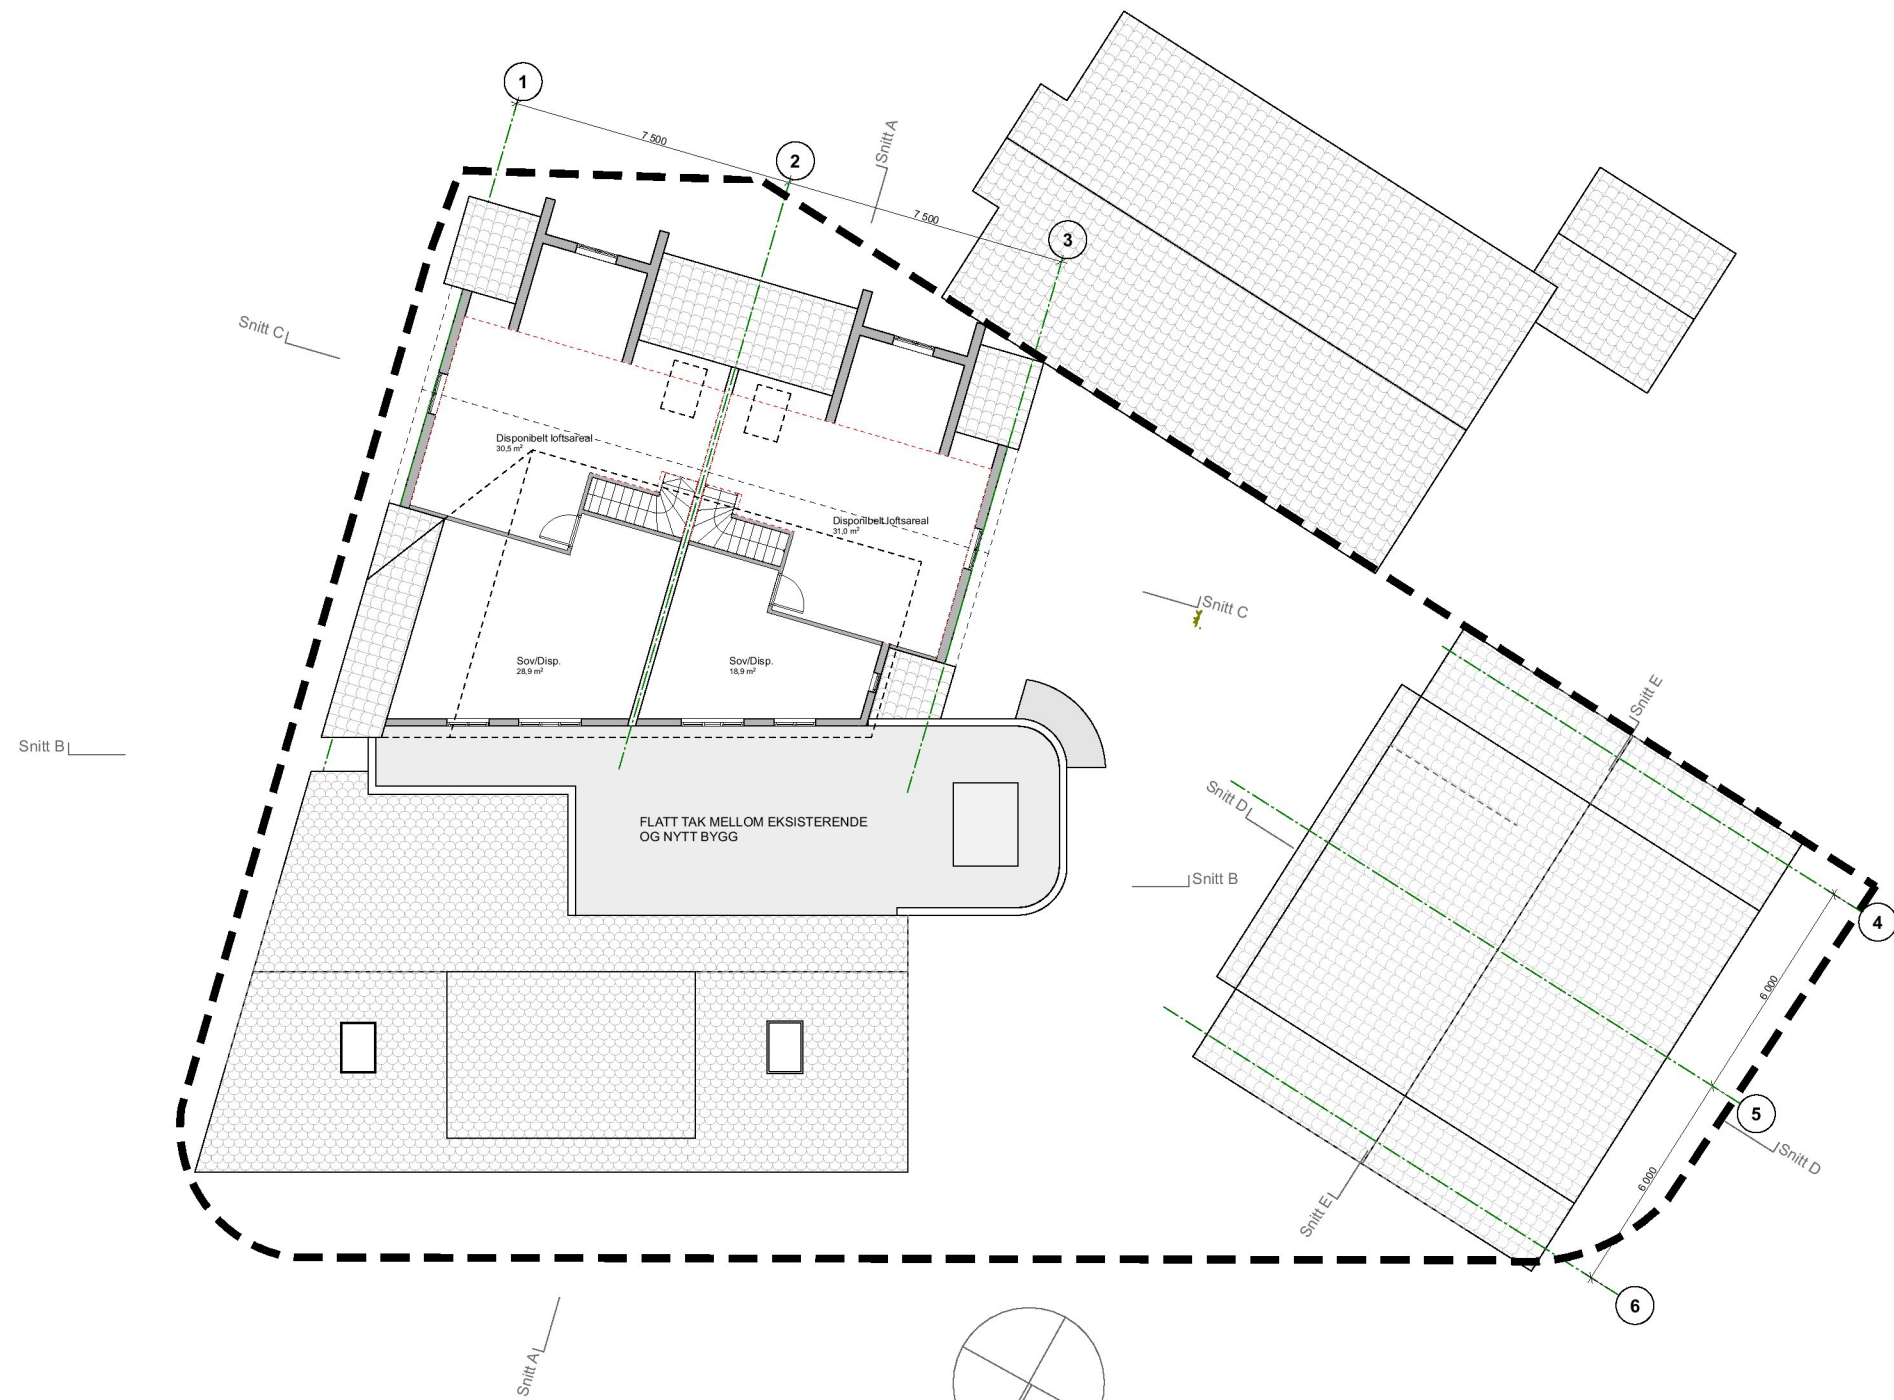 1
7 500
Snitt A
2
7 500
3
Snitt C
Disponibelt loftsareal
30,5 m²
Disponibelt loftsareal
31,0 m²
Snitt C
Sov/Disp.
28,9 m²
Sov/Disp.
18,9 m²
Snitt E
Snitt B
Snitt D
FLATT TAK MELLOM EKSISTERENDE
OG NYTT BYGG
Snitt B
4
6 000
5
Snitt D
6 000
Snitt E
6
Snitt A